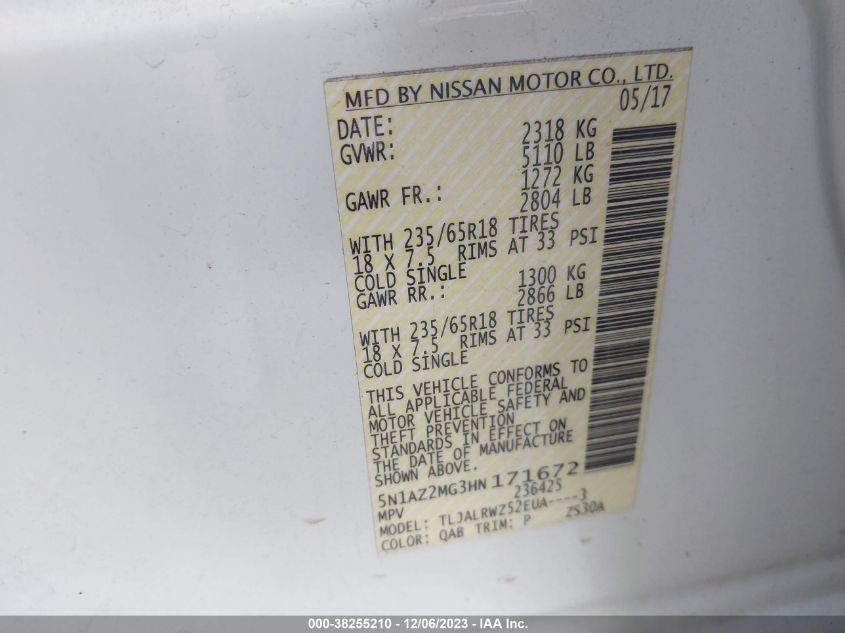 MFD BY NISSAN MOTOR CO., LTD.
DATE: 05/17
GVWR: 2318 KG
5110 LB
GAWR FR.: 1272 KG
2804 LB
WITH 235/65R18 TIRES
18 X 7.5 RIMS AT 33 PSI
COLD SINGLE
GAWR RR.: 1300 KG
2866 LB
WITH 235/65R18 TIRES
18 X 7.5 RIMS AT 33 PSI
COLD SINGLE
THIS VEHICLE CONFORMS TO
ALL APPLICABLE FEDERAL
MOTOR VEHICLE SAFETY AND
THEFT PREVENTION
STANDARDS IN EFFECT ON
THE DATE OF MANUFACTURE
SHOWN ABOVE.
5N1AZ2MG3HN171672
MPV 236425
MODEL: TLJALRWZ52EUA----3
COLOR: QAB TRIM: P ZS30A
000-38255210 - 12/06/2023 - IAA Inc.